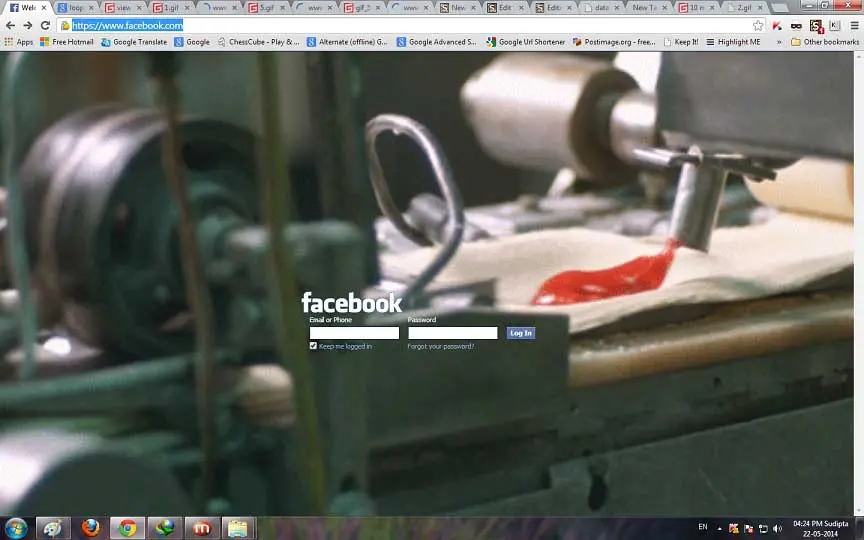 Welc
loop
view
1.gif
www
5.gif
www
gif_5
www
New
Edit
Edit
data
New Ta
10 m
2.gif
https://www.facebook.com
Apps Free Hotmail Google Translate Google ChessCube - Play & ... Alternate (offline) G... Google Advanced S... Google Url Shortener Postimage.org - free... Keep It! Highlight ME » Other bookmarks
facebook
Email or Phone Password
Log In
Keep me logged in Forgot your password?
EN 04:24 PM Sudipta
22-05-2014